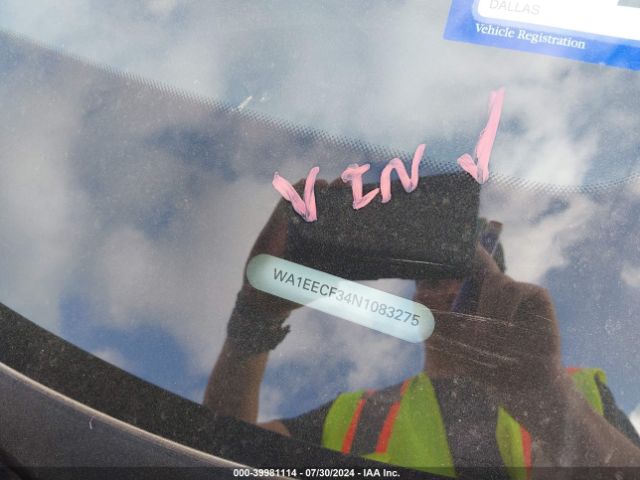 DALLAS
Vehicle Registration
VIN ✓
WA1EECF34N1083275
000-39981114 - 07/30/2024 - IAA Inc.